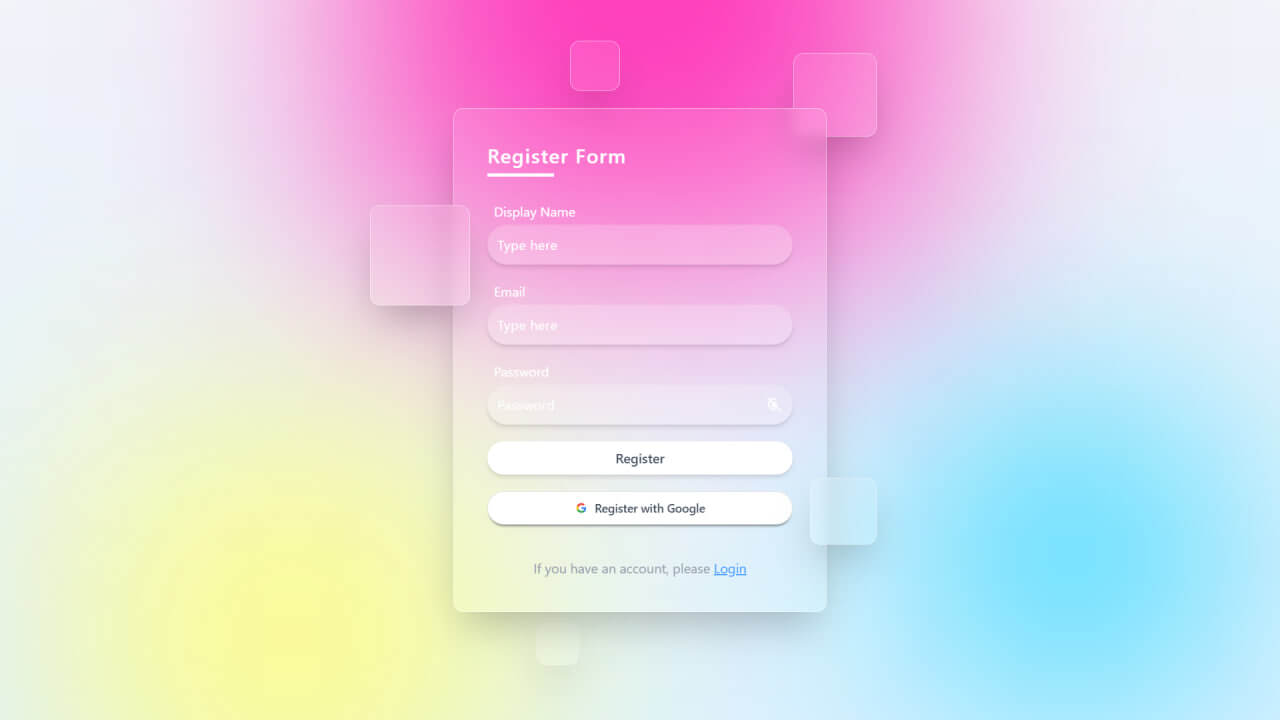 Register Form
Display Name
Type here
Email
Type here
Password
Password
Register
Register with Google
If you have an account, please Login